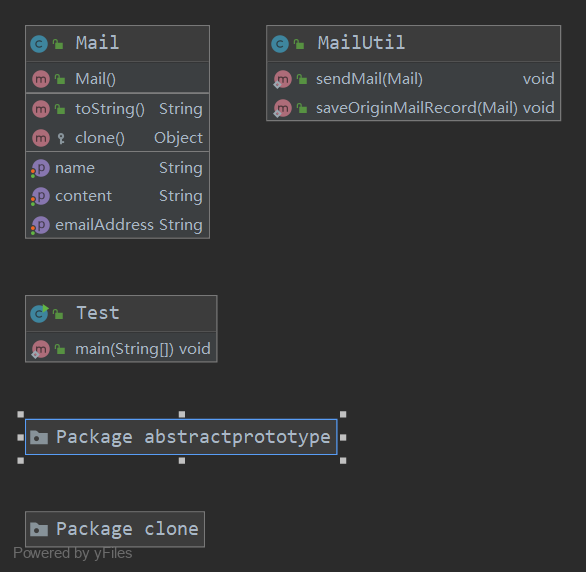 Mail
Mail()
toString() String
clone() Object
name String
content String
emailAddress String
MailUtil
sendMail(Mail) void
saveOriginMailRecord(Mail) void
Test
main(String[]) void
Package abstractprototype
Package clone
Powered by yFiles